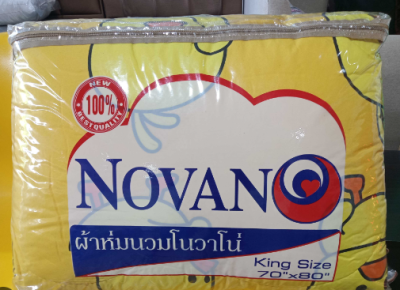 NEW
100%
BEST QUALITY
NOVANO
ผ้าห่มนวมโนวาโน่
King Size
70"x80"